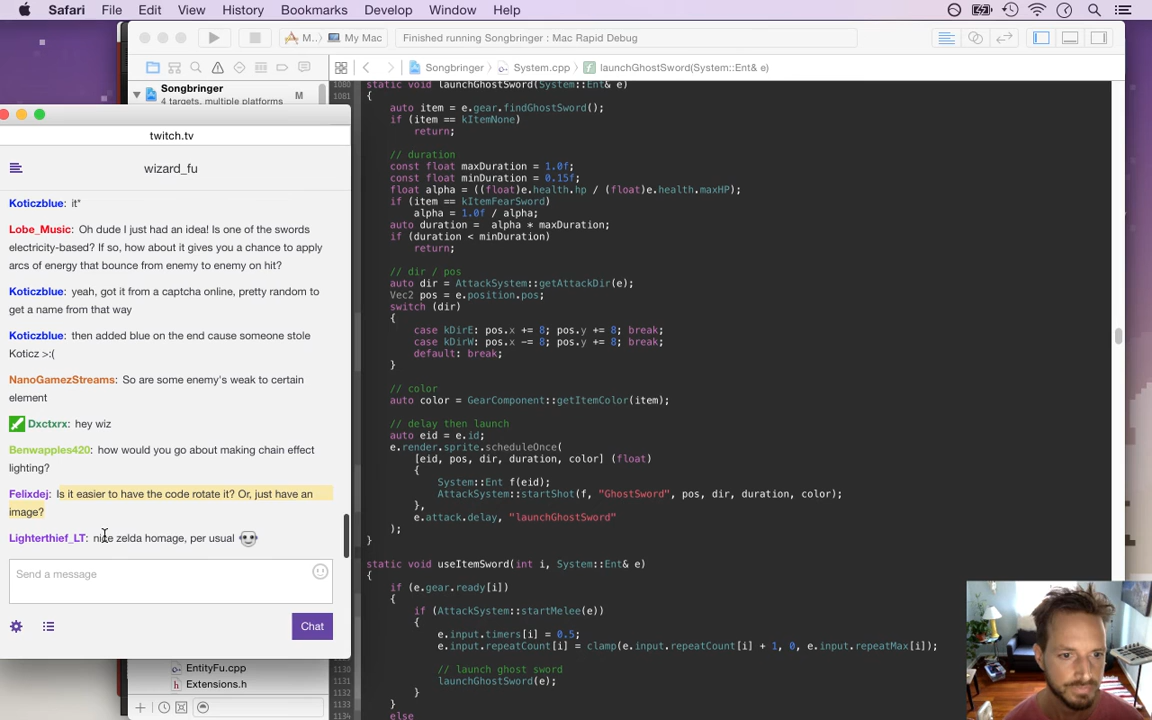 Safari File Edit View History Bookmarks Develop Window Help
M.. My Mac Finished running Songbringer : Mac Rapid Debug
Songbringer System.cpp launchGhostSword(System::Ent& e)
Songbringer
4 targets, multiple platforms M
twitch.tv
wizard_fu
Koticzblue: it*
Lobe_Music: Oh dude I just had an idea! Is one of the swords
electricity-based? If so, how about it gives you a chance to apply
arcs of energy that bounce from enemy to enemy on hit?
Koticzblue: yeah, got it from a captcha online, pretty random to
get a name from that way
Koticzblue: then added blue on the end cause someone stole
Koticz >:(
NanoGamezStreams: So are some enemy's weak to certain
element
Dxctxrx: hey wiz
Benwapples420: how would you go about making chain effect
lighting?
Felixdej: Is it easier to have the code rotate it? Or, just have an
image?
Lighterthief_LT: nice zelda homage, per usual
Send a message
Chat
EntityFu.cpp
Extensions.h
1080 static void launchGhostSword(System::Ent& e)
1081 {
auto item = e.gear.findGhostSword();
if (item == kItemNone)
return;
// duration
const float maxDuration = 1.0f;
const float minDuration = 0.15f;
float alpha = ((float)e.health.hp / (float)e.health.maxHP);
if (item == kItemFearSword)
alpha = 1.0f / alpha;
auto duration =  alpha * maxDuration;
if (duration < minDuration)
return;
// dir / pos
auto dir = AttackSystem::getAttackDir(e);
Vec2 pos = e.position.pos;
switch (dir)
{
case kDirE: pos.x += 8; pos.y += 8; break;
case kDirW: pos.x -= 8; pos.y += 8; break;
default: break;
}
// color
auto color = GearComponent::getItemColor(item);
// delay then launch
auto eid = e.id;
e.render.sprite.scheduleOnce(
[eid, pos, dir, duration, color] (float)
{
System::Ent f(eid);
AttackSystem::startShot(f, "GhostSword", pos, dir, duration, color);
},
e.attack.delay, "launchGhostSword"
);
}
static void useItemSword(int i, System::Ent& e)
{
if (e.gear.ready[i])
{
if (AttackSystem::startMelee(e))
{
e.input.timers[i] = 0.5;
e.input.repeatCount[i] = clamp(e.input.repeatCount[i] + 1, 0, e.input.repeatMax[i]);
1130 // launch ghost sword
1131 launchGhostSword(e);
1132 }
1133 }
1134 else